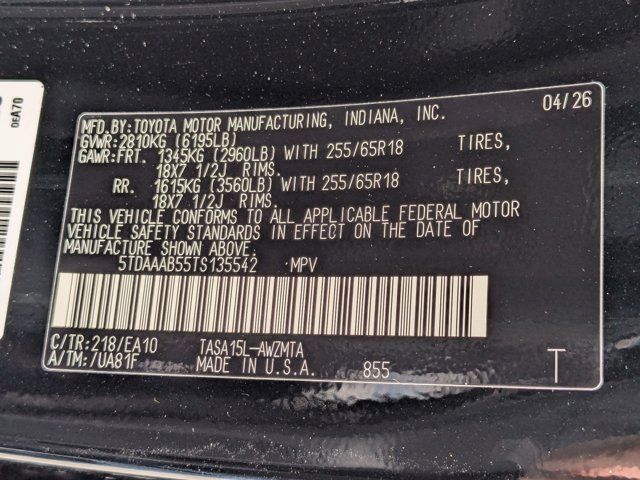 0EA70
04/26
MFD.BY:TOYOTA MOTOR MANUFACTURING, INDIANA, INC.
GVWR:2810KG (6195LB)
GAWR:FRT. 1345KG (2960LB) WITH 255/65R18 TIRES,
18X7 1/2J RIMS.
RR. 1615KG (3560LB) WITH 255/65R18 TIRES,
18X7 1/2J RIMS.
THIS VEHICLE CONFORMS TO ALL APPLICABLE FEDERAL MOTOR
VEHICLE SAFETY STANDARDS IN EFFECT ON THE DATE OF
MANUFACTURE SHOWN ABOVE.
5TDAAAB55TS135542 MPV
C/TR:218/EA10 TASA15L-AWZMTA
A/TM:/UA81F MADE IN U.S.A. 855 T